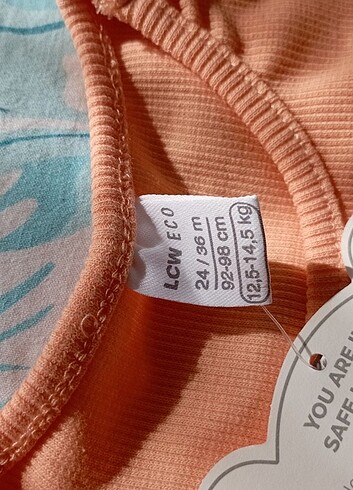 LCW ECO
24 / 36 m
92-98 cm
12,5-14,5 kg
YOU ARE
SAFE